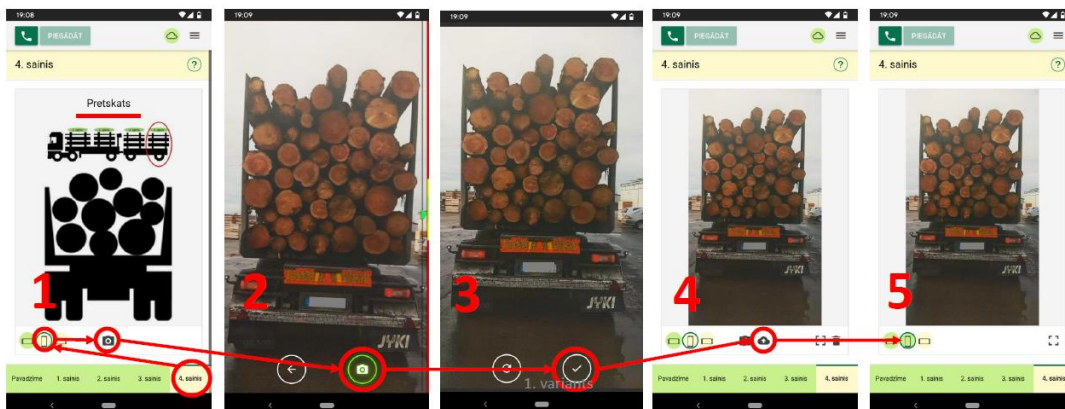 19:08
PIEGĀDĀT
4. sainis
?
Pretskats
1
Pavadzīme 1. sainis 2. sainis 3. sainis 4. sainis
19:09
JYKI
2
19:09
JYKI
3
1. variants
19:09
PIEGĀDĀT
4. sainis
?
JYKI
4
Pavadzīme 1. sainis 2. sainis 3. sainis 4. sainis
19:09
PIEGĀDĀT
4. sainis
?
JYKI
5
Pavadzīme 1. sainis 2. sainis 3. sainis 4. sainis